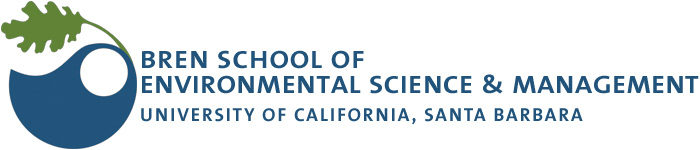 BREN SCHOOL OF
ENVIRONMENTAL SCIENCE & MANAGEMENT
UNIVERSITY OF CALIFORNIA, SANTA BARBARA